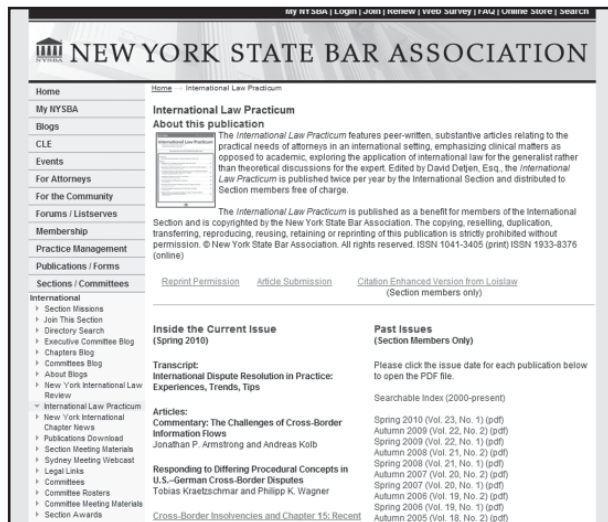 My NYSBA | Login | Join | Renew | Web Survey | FAQ | Online Store | Search
NYSBA
NEW YORK STATE BAR ASSOCIATION
Home
My NYSBA
Blogs
CLE
Events
For Attorneys
For the Community
Forums / Listserves
Membership
Practice Management
Publications / Forms
Sections / Committees
International
Section Missions
Join This Section
Directory Search
Executive Committee Blog
Chapters Blog
Committees Blog
About Blogs
New York International Law
Review
International Law Practicum
New York International
Chapter News
Publications Download
Section Meeting Materials
Sydney Meeting Webcast
Legal Links
Committees
Committee Rosters
Committee Meeting Materials
Section Awards
Home → International Law Practicum
International Law Practicum
About this publication
International Law Practicum
The International Law Practicum features peer-written, substantive articles relating to the
practical needs of attorneys in an international setting, emphasizing clinical matters as
opposed to academic, exploring the application of international law for the generalist rather
than theoretical discussions for the expert. Edited by David Detjen, Esq., the International
Law Practicum is published twice per year by the International Section and distributed to
Section members free of charge.
The International Law Practicum is published as a benefit for members of the International
Section and is copyrighted by the New York State Bar Association. The copying, reselling, duplication,
transferring, reproducing, reusing, retaining or reprinting of this publication is strictly prohibited without
permission. © New York State Bar Association. All rights reserved. ISSN 1041-3405 (print) ISSN 1933-8376
(online)
Reprint Permission Article Submission Citation Enhanced Version from Loislaw
(Section members only)
Inside the Current Issue
(Spring 2010)
Transcript:
International Dispute Resolution in Practice:
Experiences, Trends, Tips
Articles:
Commentary: The Challenges of Cross-Border
Information Flows
Jonathan P. Armstrong and Andreas Kolb
Responding to Differing Procedural Concepts in
U.S.–German Cross-Border Disputes
Tobias Kraetzschmar and Philipp K. Wagner
Cross-Border Insolvencies and Chapter 15: Recent
Past Issues
(Section Members Only)
Please click the issue date for each publication below
to open the PDF file.
Searchable Index (2000-present)
Spring 2010 (Vol. 23, No. 1) (pdf)
Autumn 2009 (Vol. 22, No. 2) (pdf)
Spring 2009 (Vol. 22, No. 1) (pdf)
Autumn 2008 (Vol. 21, No. 2) (pdf)
Spring 2008 (Vol. 21, No. 1) (pdf)
Autumn 2007 (Vol. 20, No. 2) (pdf)
Spring 2007 (Vol. 20, No. 1) (pdf)
Autumn 2006 (Vol. 19, No. 2) (pdf)
Spring 2006 (Vol. 19, No. 1) (pdf)
Autumn 2005 (Vol. 18, No. 2) (pdf)